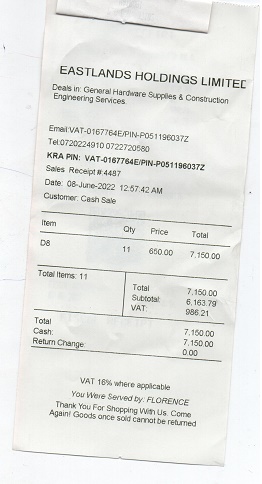 EASTLANDS HOLDINGS LIMITED
Deals in: General Hardware Supplies & Construction
Engineering Services.
Email:VAT-0167764E/PIN-P051196037Z
Tel:0720224910 0722720580
KRA PIN: VAT-0167764E/PIN-P051196037Z
Sales Receipt #:4487
Date: 08-June-2022 12:57:42 AM
Customer: Cash Sale
Item Qty Price Total
D8 11 650.00 7,150.00
Total Items: 11
Total 7,150.00
Subtotal: 6,163.79
VAT: 986.21
Total 7,150.00
Cash: 7,150.00
Return Change: 0.00
VAT 16% where applicable
You Were Served by: FLORENCE
Thank You For Shopping With Us. Come
Again! Goods once sold cannot be returned